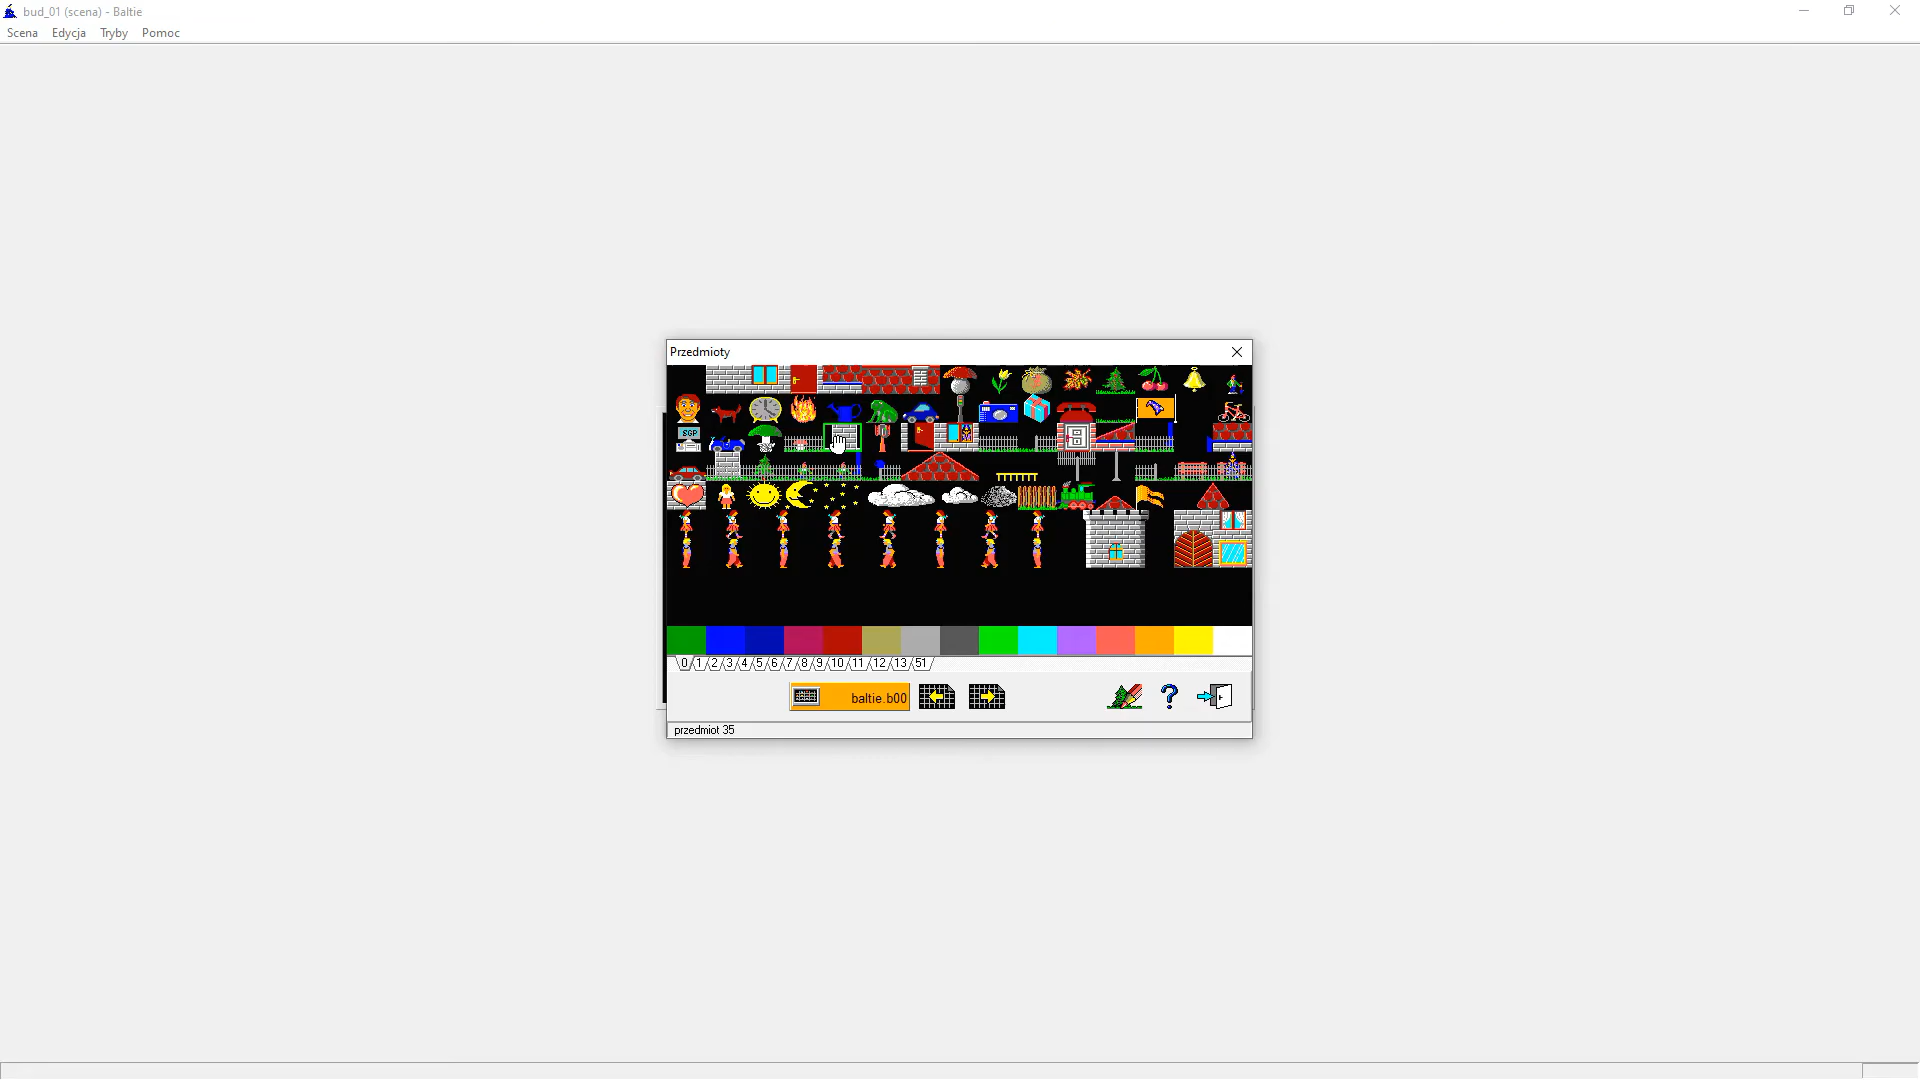 bud_01 (scena) - Baltie
Scena Edycja Tryby Pomoc
Przedmioty
SGP
0 1 2 3 4 5 6 7 8 9 10 11 12 13 51
baltie.b00
?
przedmiot 35